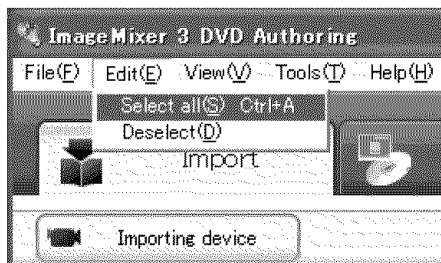 ImageMixer 3 DVD Authoring
File(F) Edit(E) View(V) Tools(T) Help(H)
Select all(S) Ctrl+A
Deselect(D)
Import
Importing device